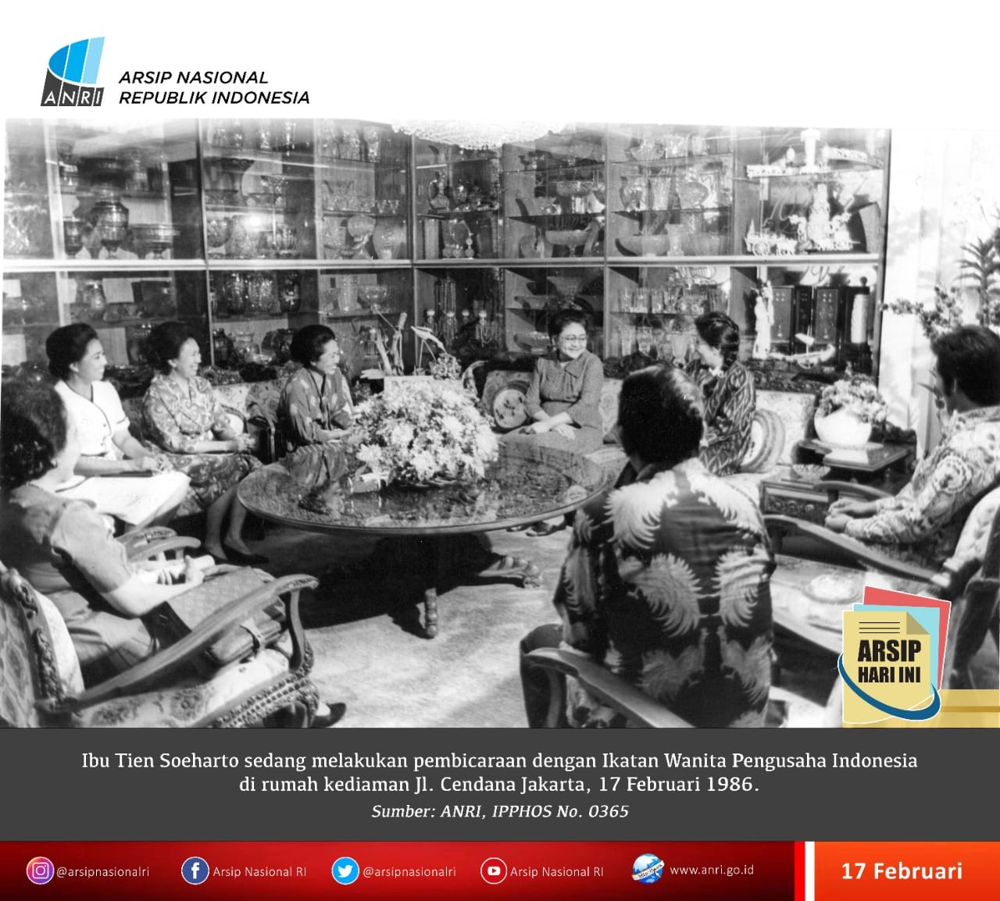 ANRI
ARSIP NASIONAL
REPUBLIK INDONESIA
ARSIP
HARI INI
Ibu Tien Soeharto sedang melakukan pembicaraan dengan Ikatan Wanita Pengusaha Indonesia
di rumah kediaman Jl. Cendana Jakarta, 17 Februari 1986.
Sumber: ANRI, IPPHOS No. 0365
@arsipnasionalri
Arsip Nasional RI
@arsipnasionalri
Arsip Nasional RI
www.anri.go.id
17 Februari